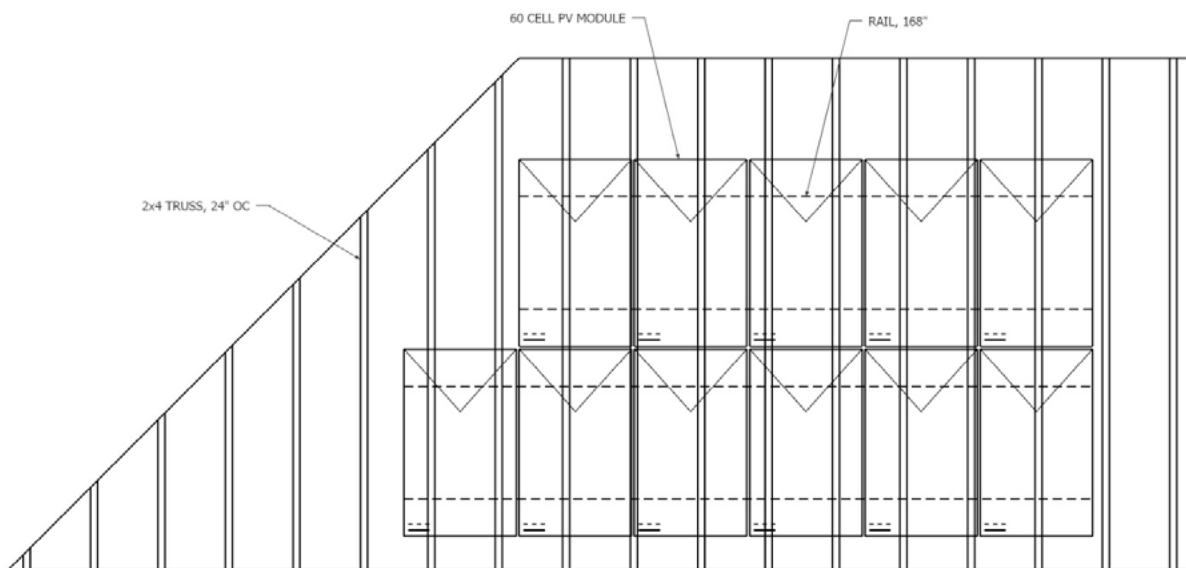 60 CELL PV MODULE
RAIL, 168"
2x4 TRUSS, 24" OC